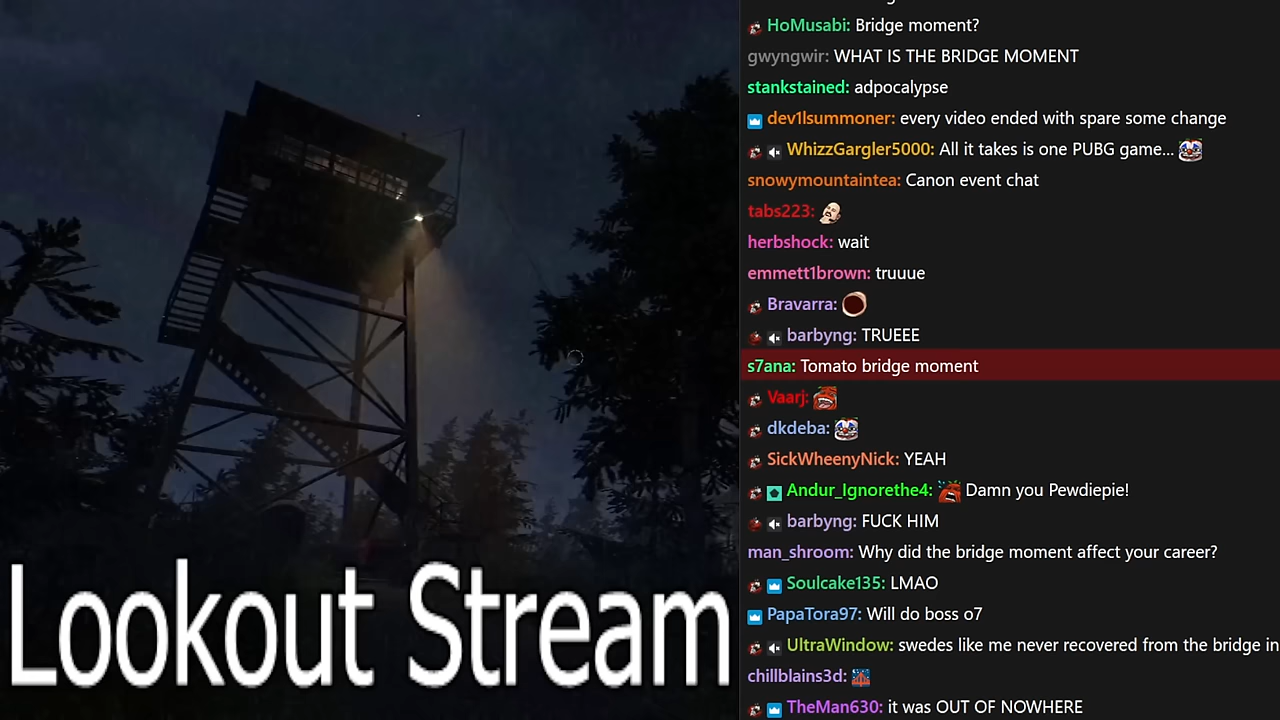 HoMusabi: Bridge moment?
gwyngwir: WHAT IS THE BRIDGE MOMENT
stankstained: adpocalypse
dev1lsummoner: every video ended with spare some change
WhizzGargler5000: All it takes is one PUBG game...
snowymountaintea: Canon event chat
tabs223:
herbshock: wait
emmett1brown: truuue
Bravarra:
barbyng: TRUEEE
s7ana: Tomato bridge moment
Vaarj:
dkdeba:
SickWheenyNick: YEAH
Andur_Ignorethe4: Damn you Pewdiepie!
barbyng: FUCK HIM
man_shroom: Why did the bridge moment affect your career?
Soulcake135: LMAO
PapaTora97: Will do boss o7
UltraWindow: swedes like me never recovered from the bridge in
chillblains3d:
TheMan630: it was OUT OF NOWHERE
Lookout Stream